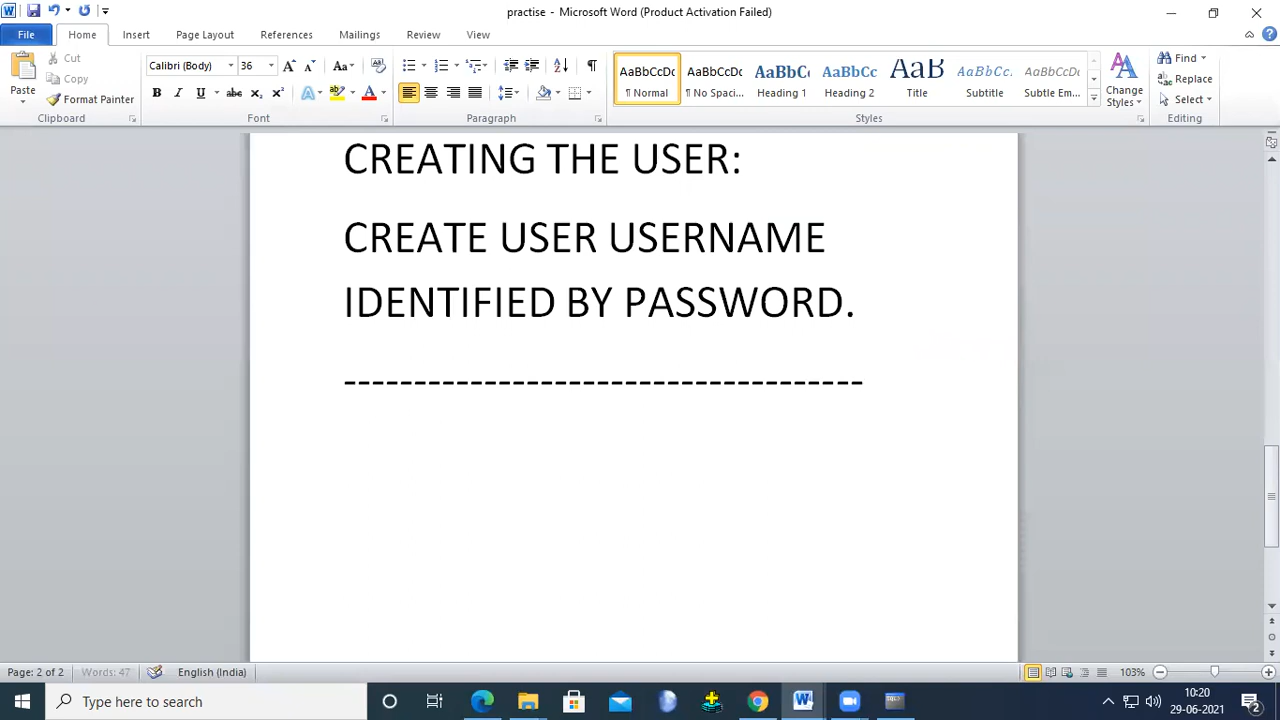 practise - Microsoft Word (Product Activation Failed)
File Home Insert Page Layout References Mailings Review View
Cut
Copy
Format Painter
Paste
Clipboard
Calibri (Body) 36
Font
Paragraph
AaBbCcDc AaBbCcDc AaBbCc AaBbCc AaB AaBbCcL AaBbCcDc
¶ Normal ¶ No Spaci... Heading 1 Heading 2 Title Subtitle Subtle Em...
Change Styles
Styles
Find
Replace
Select
Editing
CREATING THE USER:
CREATE USER USERNAME
IDENTIFIED BY PASSWORD.
-------------------------------------
Page: 2 of 2 Words: 47 English (India) 103%
Type here to search
10:20
29-06-2021
2